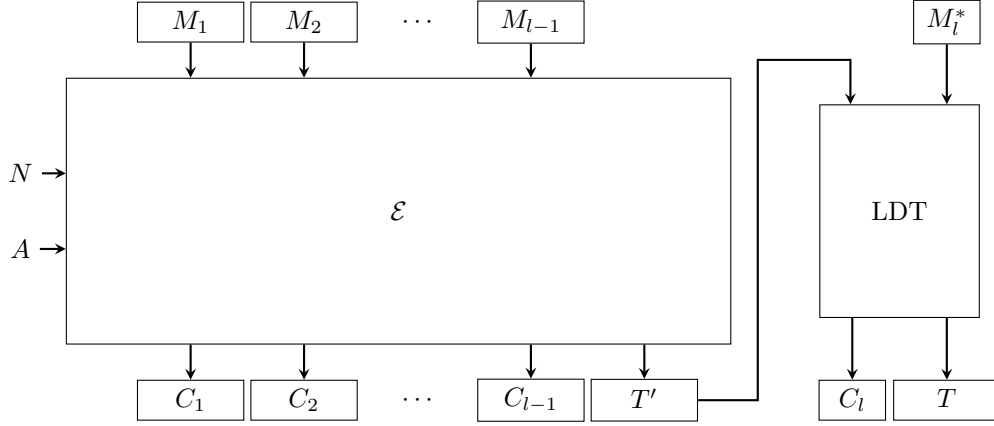 M_1 M_2 ⋯ M_{l−1} M_l^*
N
ℰ LDT
A
C_1 C_2 ⋯ C_{l−1} T′ C_l T